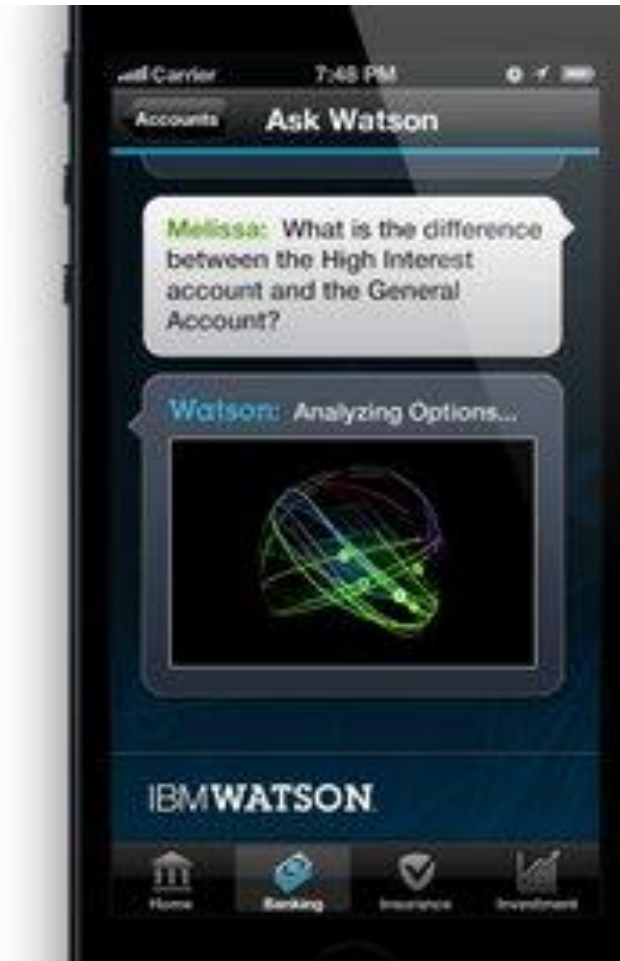 Carrier 7:48 PM
Accounts Ask Watson
Melissa: What is the difference
between the High Interest
account and the General
Account?
Watson: Analyzing Options...
IBMWATSON
Home Banking Insurance Investment